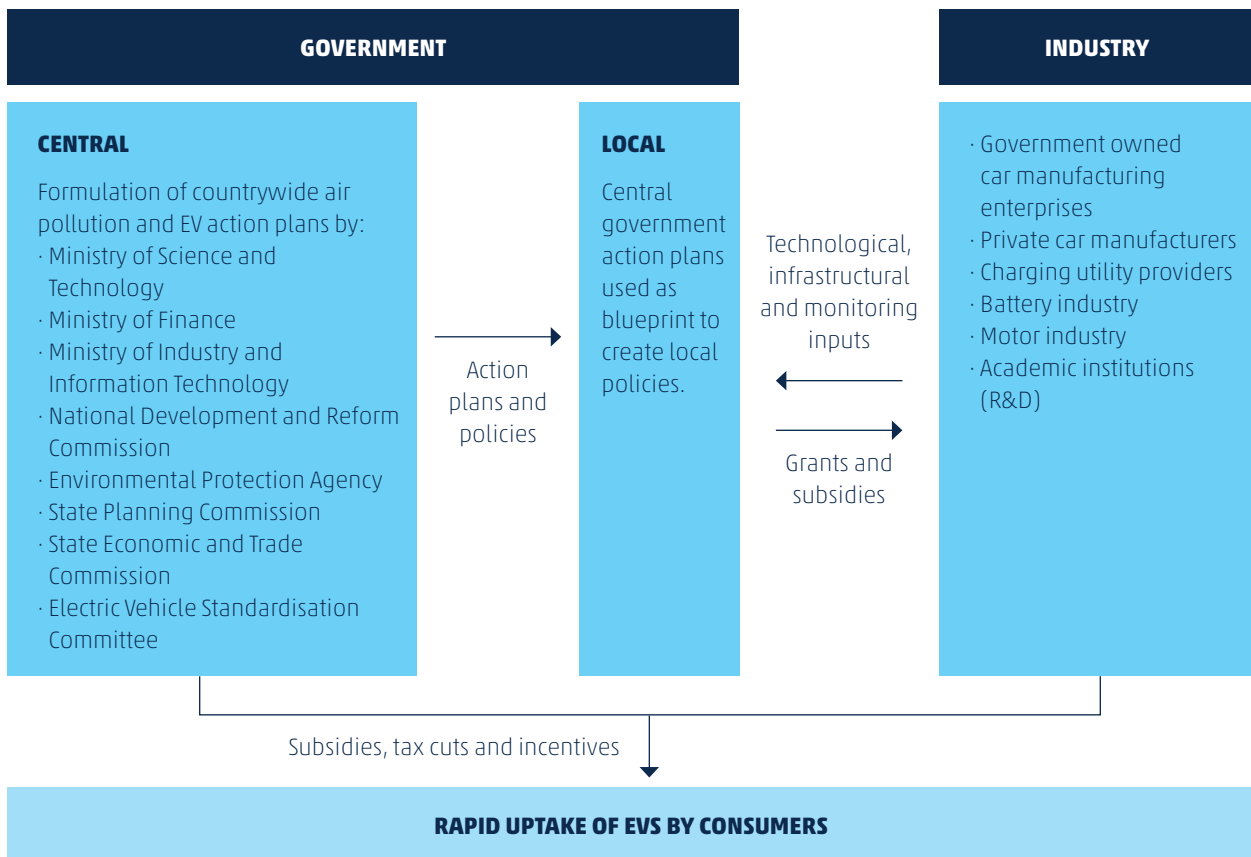 GOVERNMENT
INDUSTRY
CENTRAL
Formulation of countrywide air
pollution and EV action plans by:
· Ministry of Science and
Technology
· Ministry of Finance
· Ministry of Industry and
Information Technology
· National Development and Reform
Commission
· Environmental Protection Agency
· State Planning Commission
· State Economic and Trade
Commission
· Electric Vehicle Standardisation
Committee
Action
plans and
policies
LOCAL
Central
government
action plans
used as
blueprint to
create local
policies.
Technological,
infrastructural
and monitoring
inputs
Grants and
subsidies
· Government owned
car manufacturing
enterprises
· Private car manufacturers
· Charging utility providers
· Battery industry
· Motor industry
· Academic institutions
(R&D)
Subsidies, tax cuts and incentives
RAPID UPTAKE OF EVS BY CONSUMERS